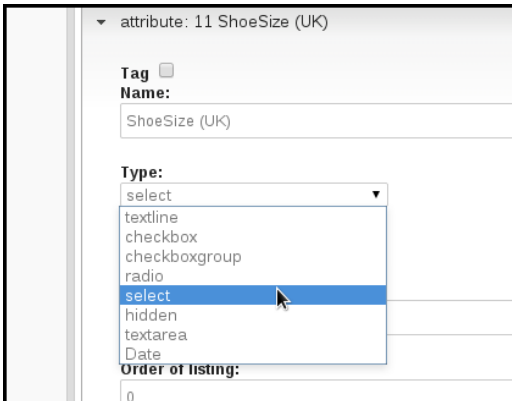 attribute: 11 ShoeSize (UK)
Tag
Name:
ShoeSize (UK)
Type:
select
textline
checkbox
checkboxgroup
radio
select
hidden
textarea
Date
Order of listing:
0